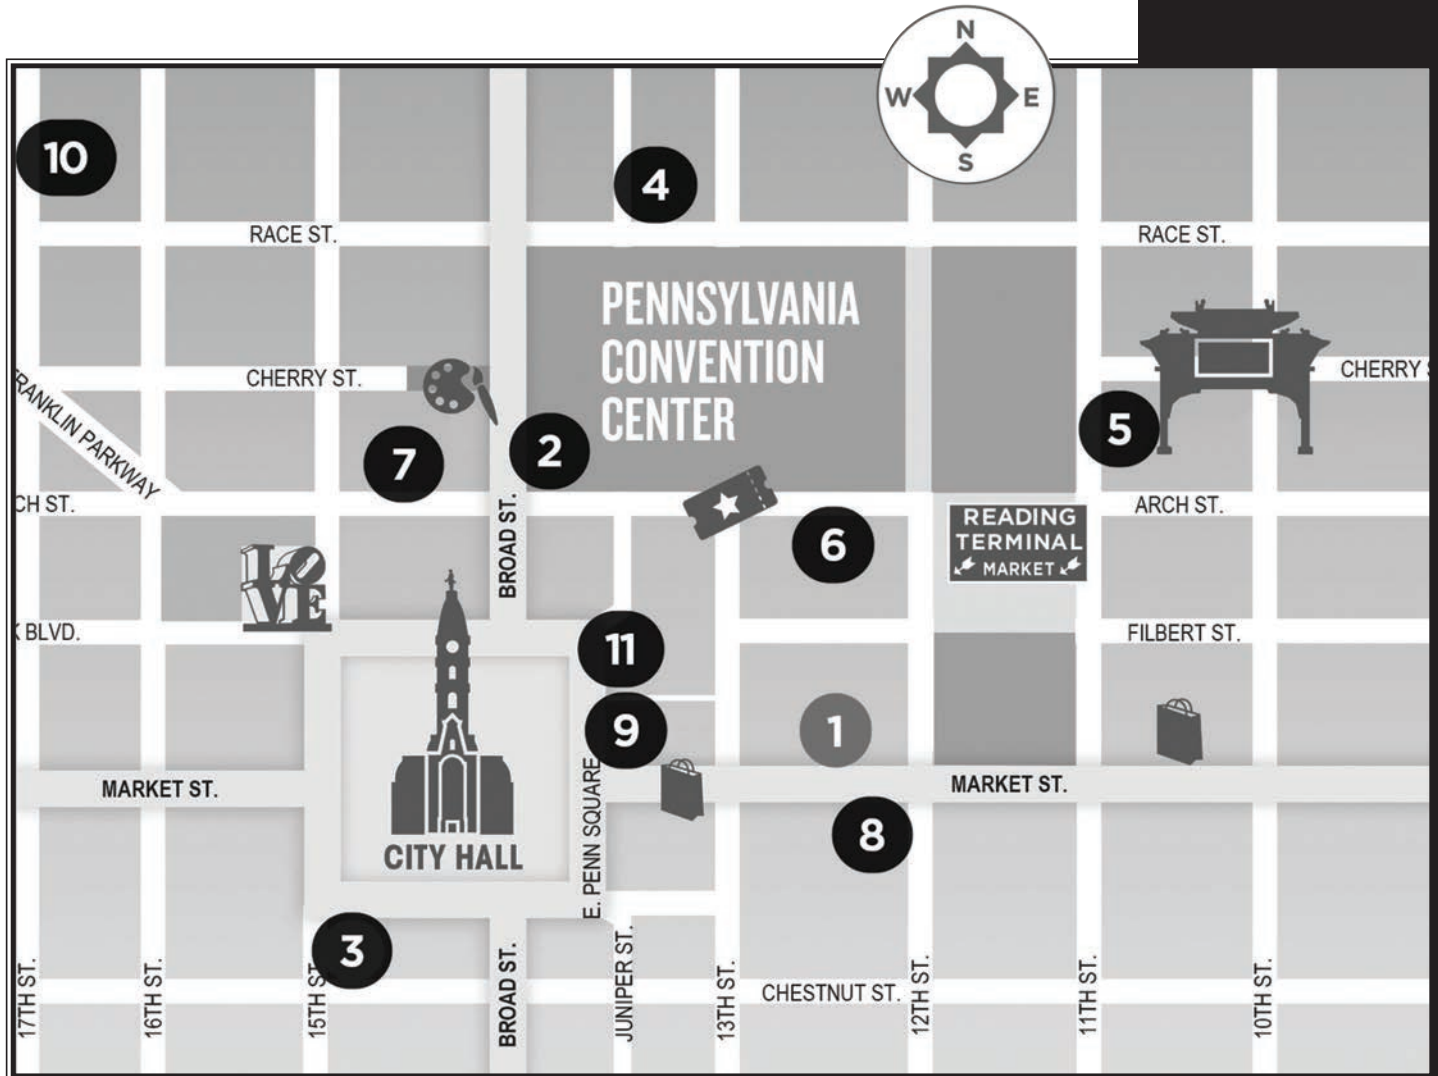 N
W E
S
10
4
RACE ST.
RACE ST.
PENNSYLVANIA
CONVENTION
CENTER
CHERRY ST.
CHERRY S
RANKLIN PARKWAY
7
2
5
CH ST.
ARCH ST.
BROAD ST.
6
READING
TERMINAL
MARKET
LOVE
K BLVD.
FILBERT ST.
11
9
1
MARKET ST.
MARKET ST.
E. PENN SQUARE
8
CITY HALL
3
17TH ST.
16TH ST.
15TH ST.
BROAD ST.
JUNIPER ST.
13TH ST.
CHESTNUT ST.
12TH ST.
11TH ST.
10TH ST.